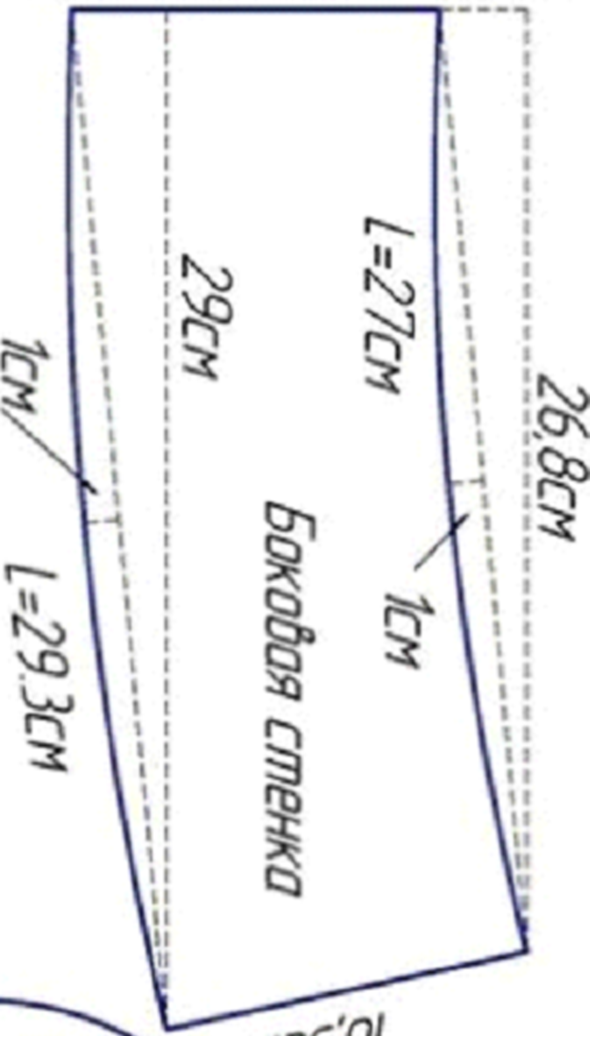 26,8см
L=27см
1см
Боковая стенка
29см
1см
L=29.3см